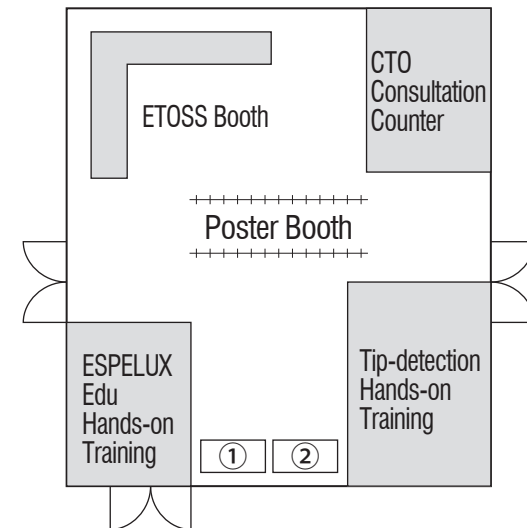 CTO
Consultation
Counter
ETOSS Booth
Poster Booth
ESPELUX
Edu
Hands-on
Training
Tip-detection
Hands-on
Training
① ②